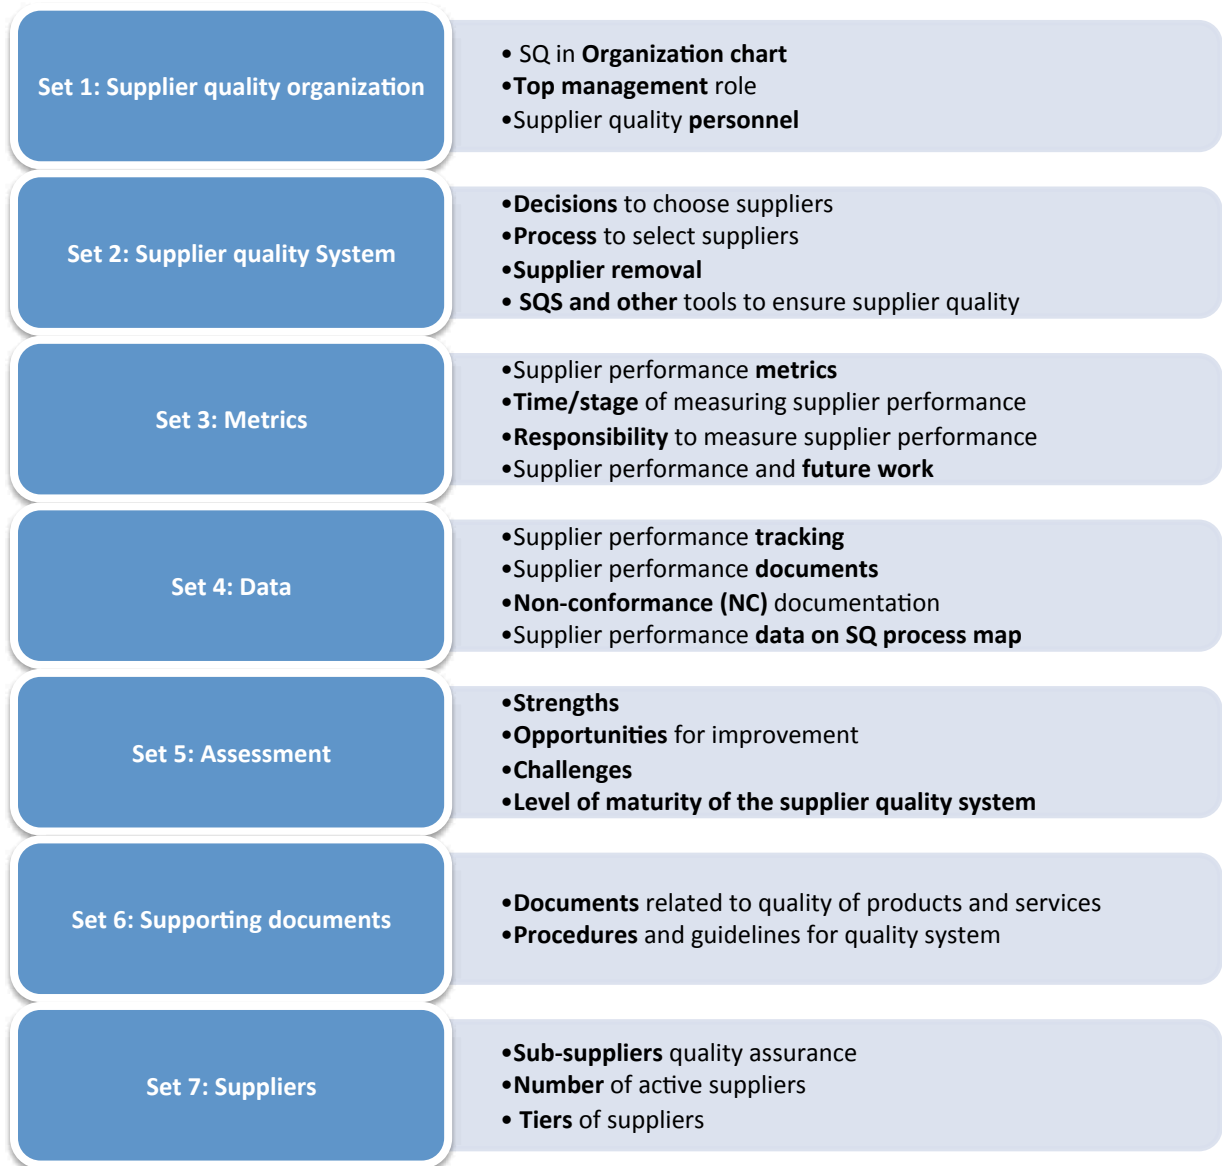 Set 1: Supplier quality organization
• SQ in Organization chart
•Top management role
•Supplier quality personnel
Set 2: Supplier quality System
•Decisions to choose suppliers
•Process to select suppliers
•Supplier removal
• SQS and other tools to ensure supplier quality
Set 3: Metrics
•Supplier performance metrics
•Time/stage of measuring supplier performance
•Responsibility to measure supplier performance
•Supplier performance and future work
Set 4: Data
•Supplier performance tracking
•Supplier performance documents
•Non-conformance (NC) documentation
•Supplier performance data on SQ process map
Set 5: Assessment
•Strengths
•Opportunities for improvement
•Challenges
•Level of maturity of the supplier quality system
Set 6: Supporting documents
•Documents related to quality of products and services
•Procedures and guidelines for quality system
Set 7: Suppliers
•Sub-suppliers quality assurance
•Number of active suppliers
• Tiers of suppliers